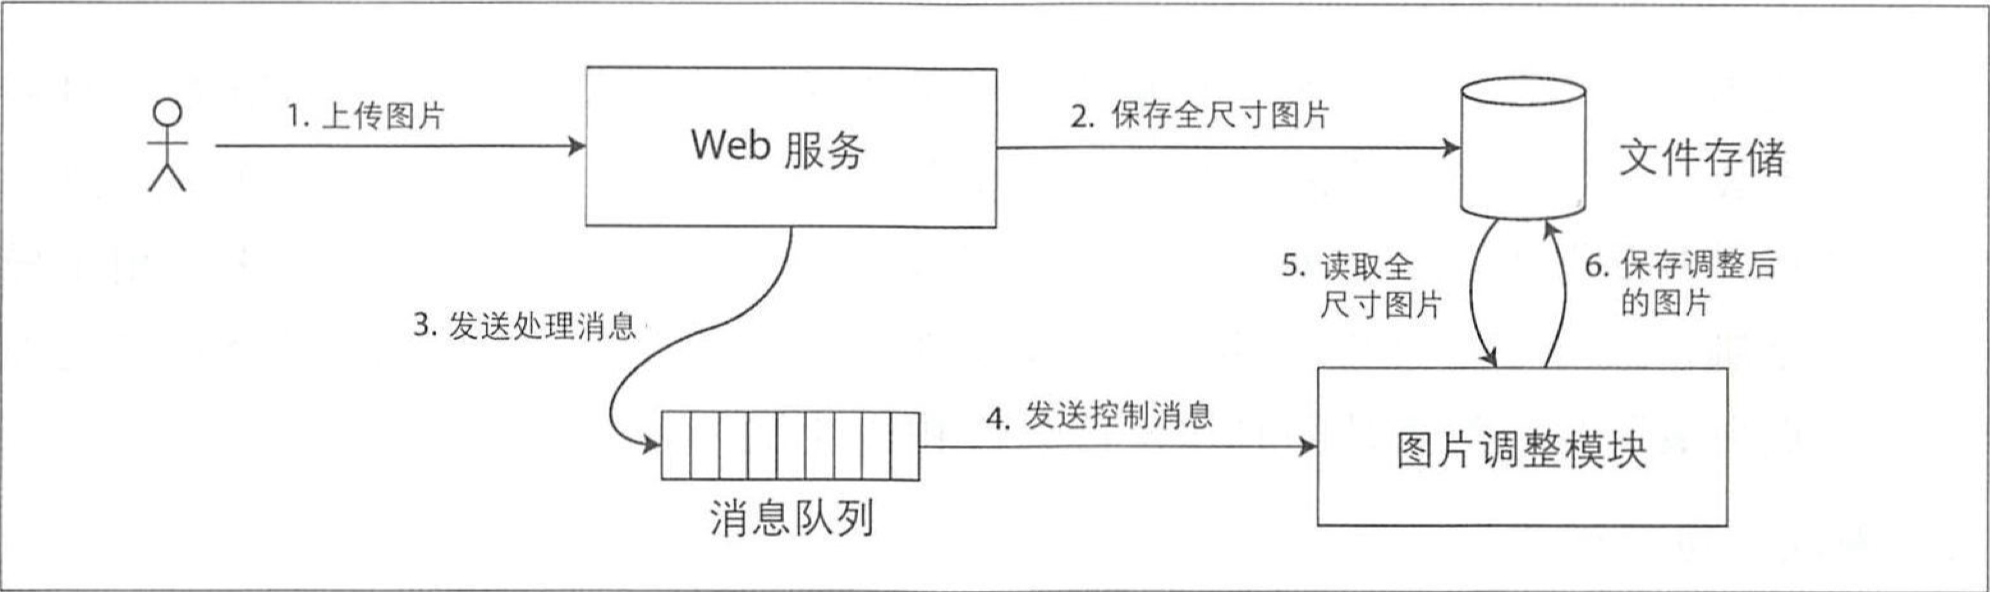 1. 上传图片
Web 服务
2. 保存全尺寸图片
文件存储
3. 发送处理消息
消息队列
4. 发送控制消息
5. 读取全
尺寸图片
6. 保存调整后
的图片
图片调整模块